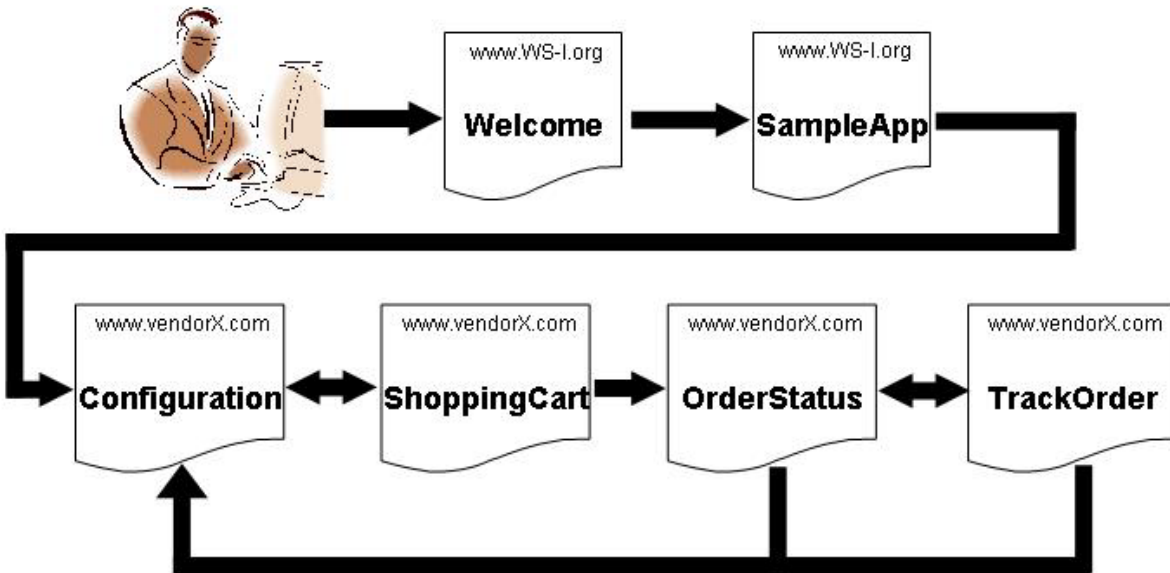 www.WS-I.org
Welcome
www.WS-I.org
SampleApp
www.vendorX.com
Configuration
www.vendorX.com
ShoppingCart
www.vendorX.com
OrderStatus
www.vendorX.com
TrackOrder